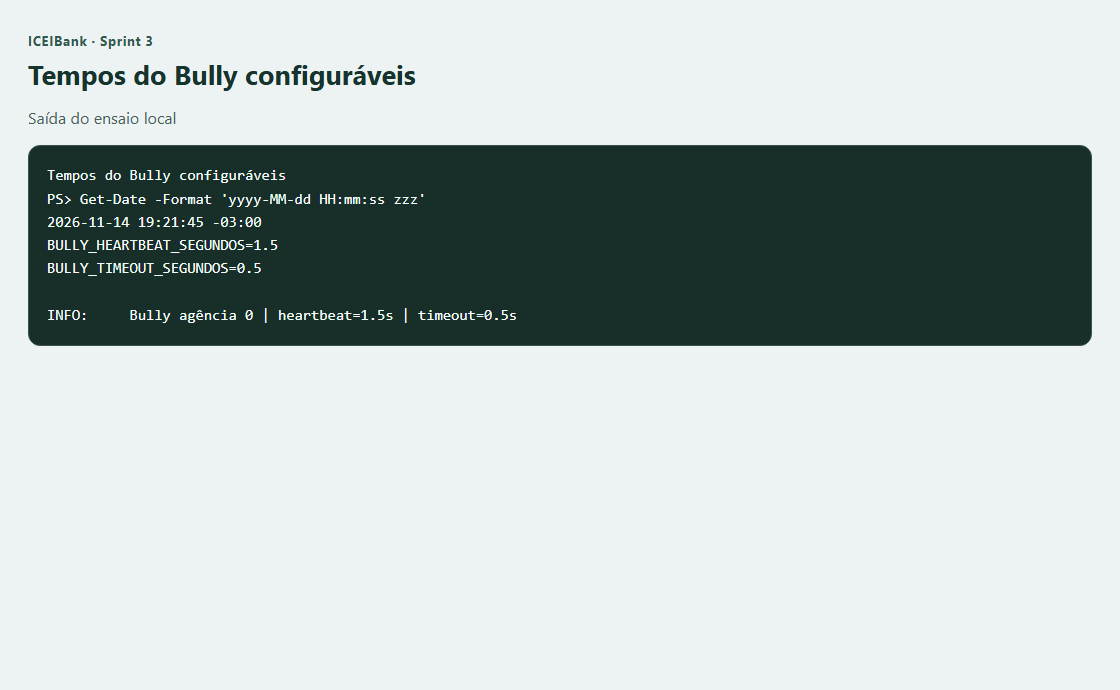 ICEIBank · Sprint 3
Tempos do Bully configuráveis
Saída do ensaio local
Tempos do Bully configuráveis
PS> Get-Date -Format 'yyyy-MM-dd HH:mm:ss zzz'
2026-11-14 19:21:45 -03:00
BULLY_HEARTBEAT_SEGUNDOS=1.5
BULLY_TIMEOUT_SEGUNDOS=0.5
INFO:     Bully agência 0 | heartbeat=1.5s | timeout=0.5s